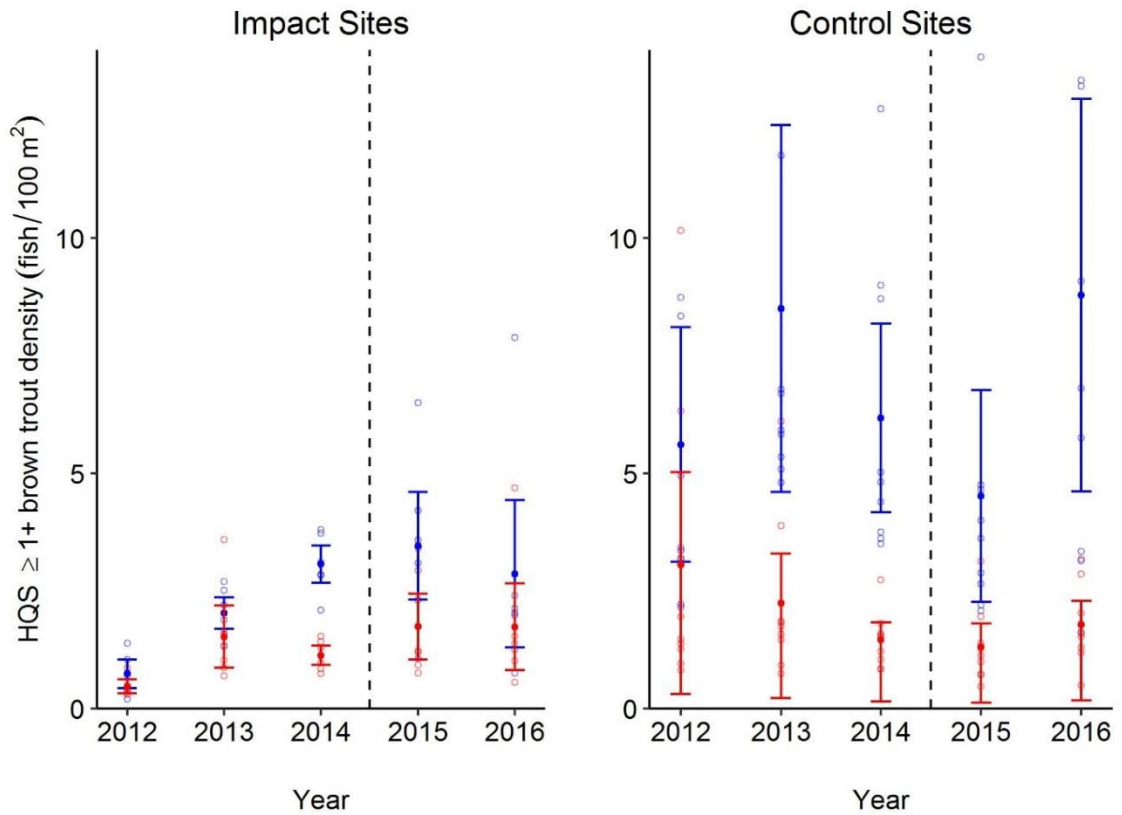 Impact Sites
Control Sites
HQS ≥ 1+ brown trout density (fish/100 m²)
10
5
0
2012 2013 2014 2015 2016
Year
10
5
0
2012 2013 2014 2015 2016
Year